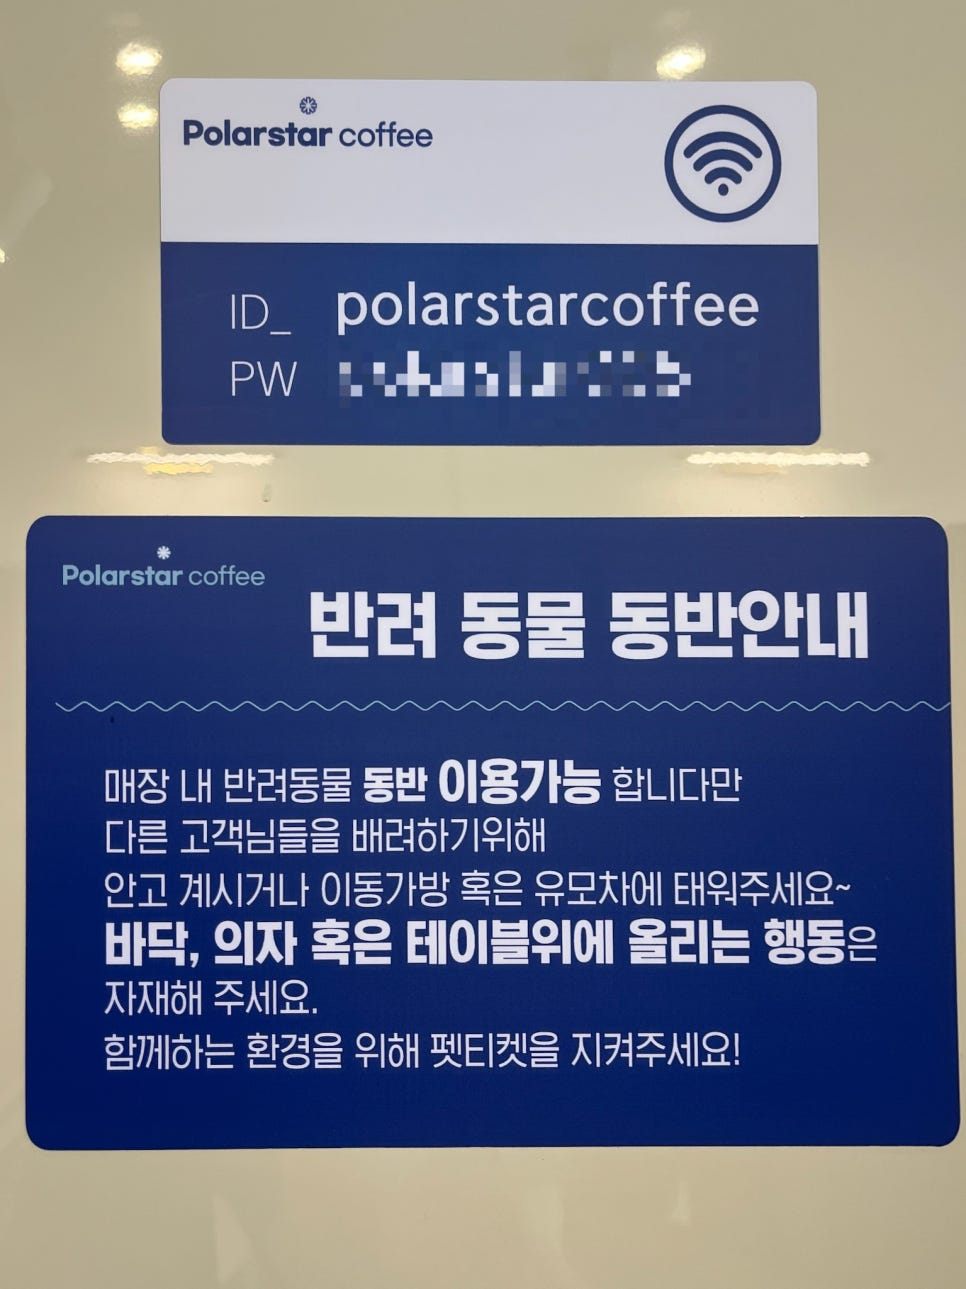 Polarstar coffee
ID_ polarstarcoffee
PW
Polarstar coffee
반려 동물 동반안내
매장 내 반려동물 동반 이용가능 합니다만
다른 고객님들을 배려하기위해
안고 계시거나 이동가방 혹은 유모차에 태워주세요~
바닥, 의자 혹은 테이블위에 올리는 행동은
자재해 주세요.
함께하는 환경을 위해 펫티켓을 지켜주세요!